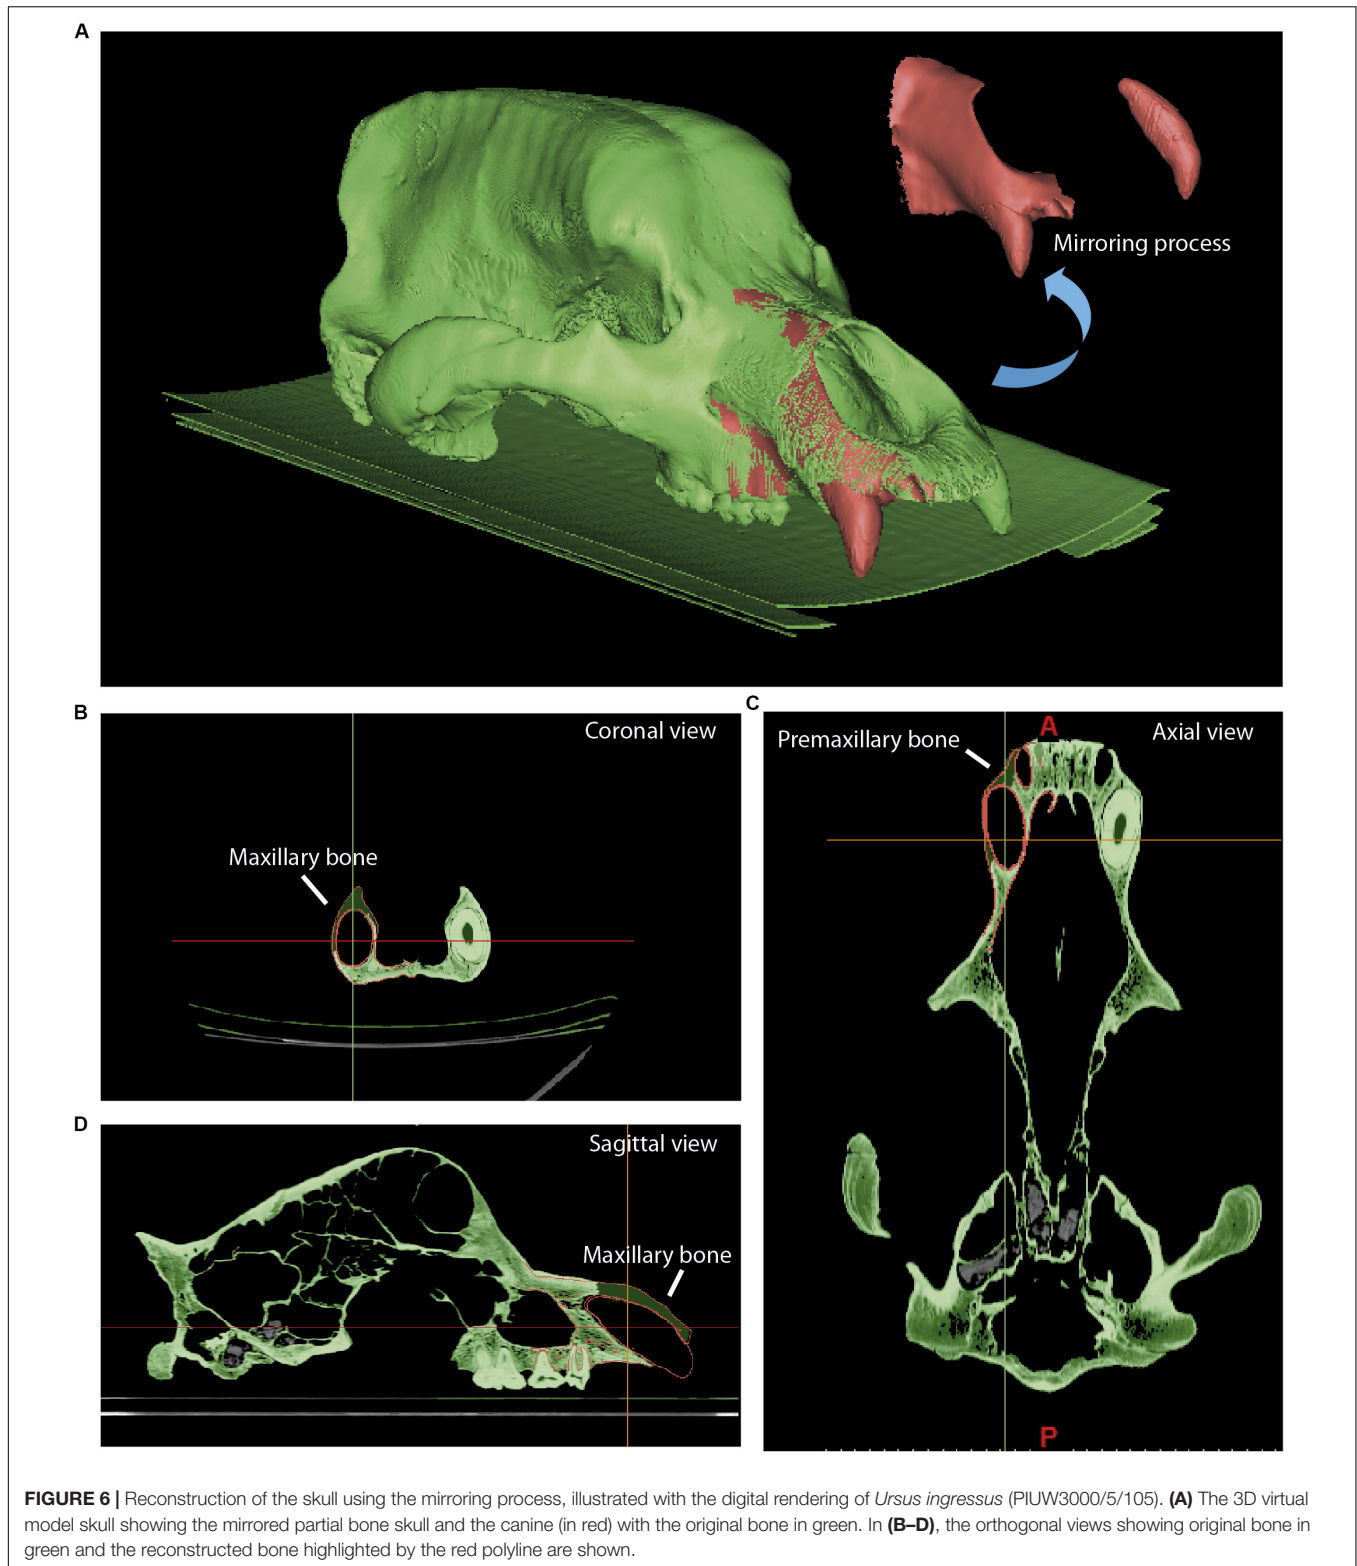 A
Mirroring process
B
Coronal view
Maxillary bone
C
Premaxillary bone
A
Axial view
D
Sagittal view
Maxillary bone
P
FIGURE 6 | Reconstruction of the skull using the mirroring process, illustrated with the digital rendering of Ursus ingressus (PIUW3000/5/105). (A) The 3D virtual
model skull showing the mirrored partial bone skull and the canine (in red) with the original bone in green. In (B–D), the orthogonal views showing original bone in
green and the reconstructed bone highlighted by the red polyline are shown.